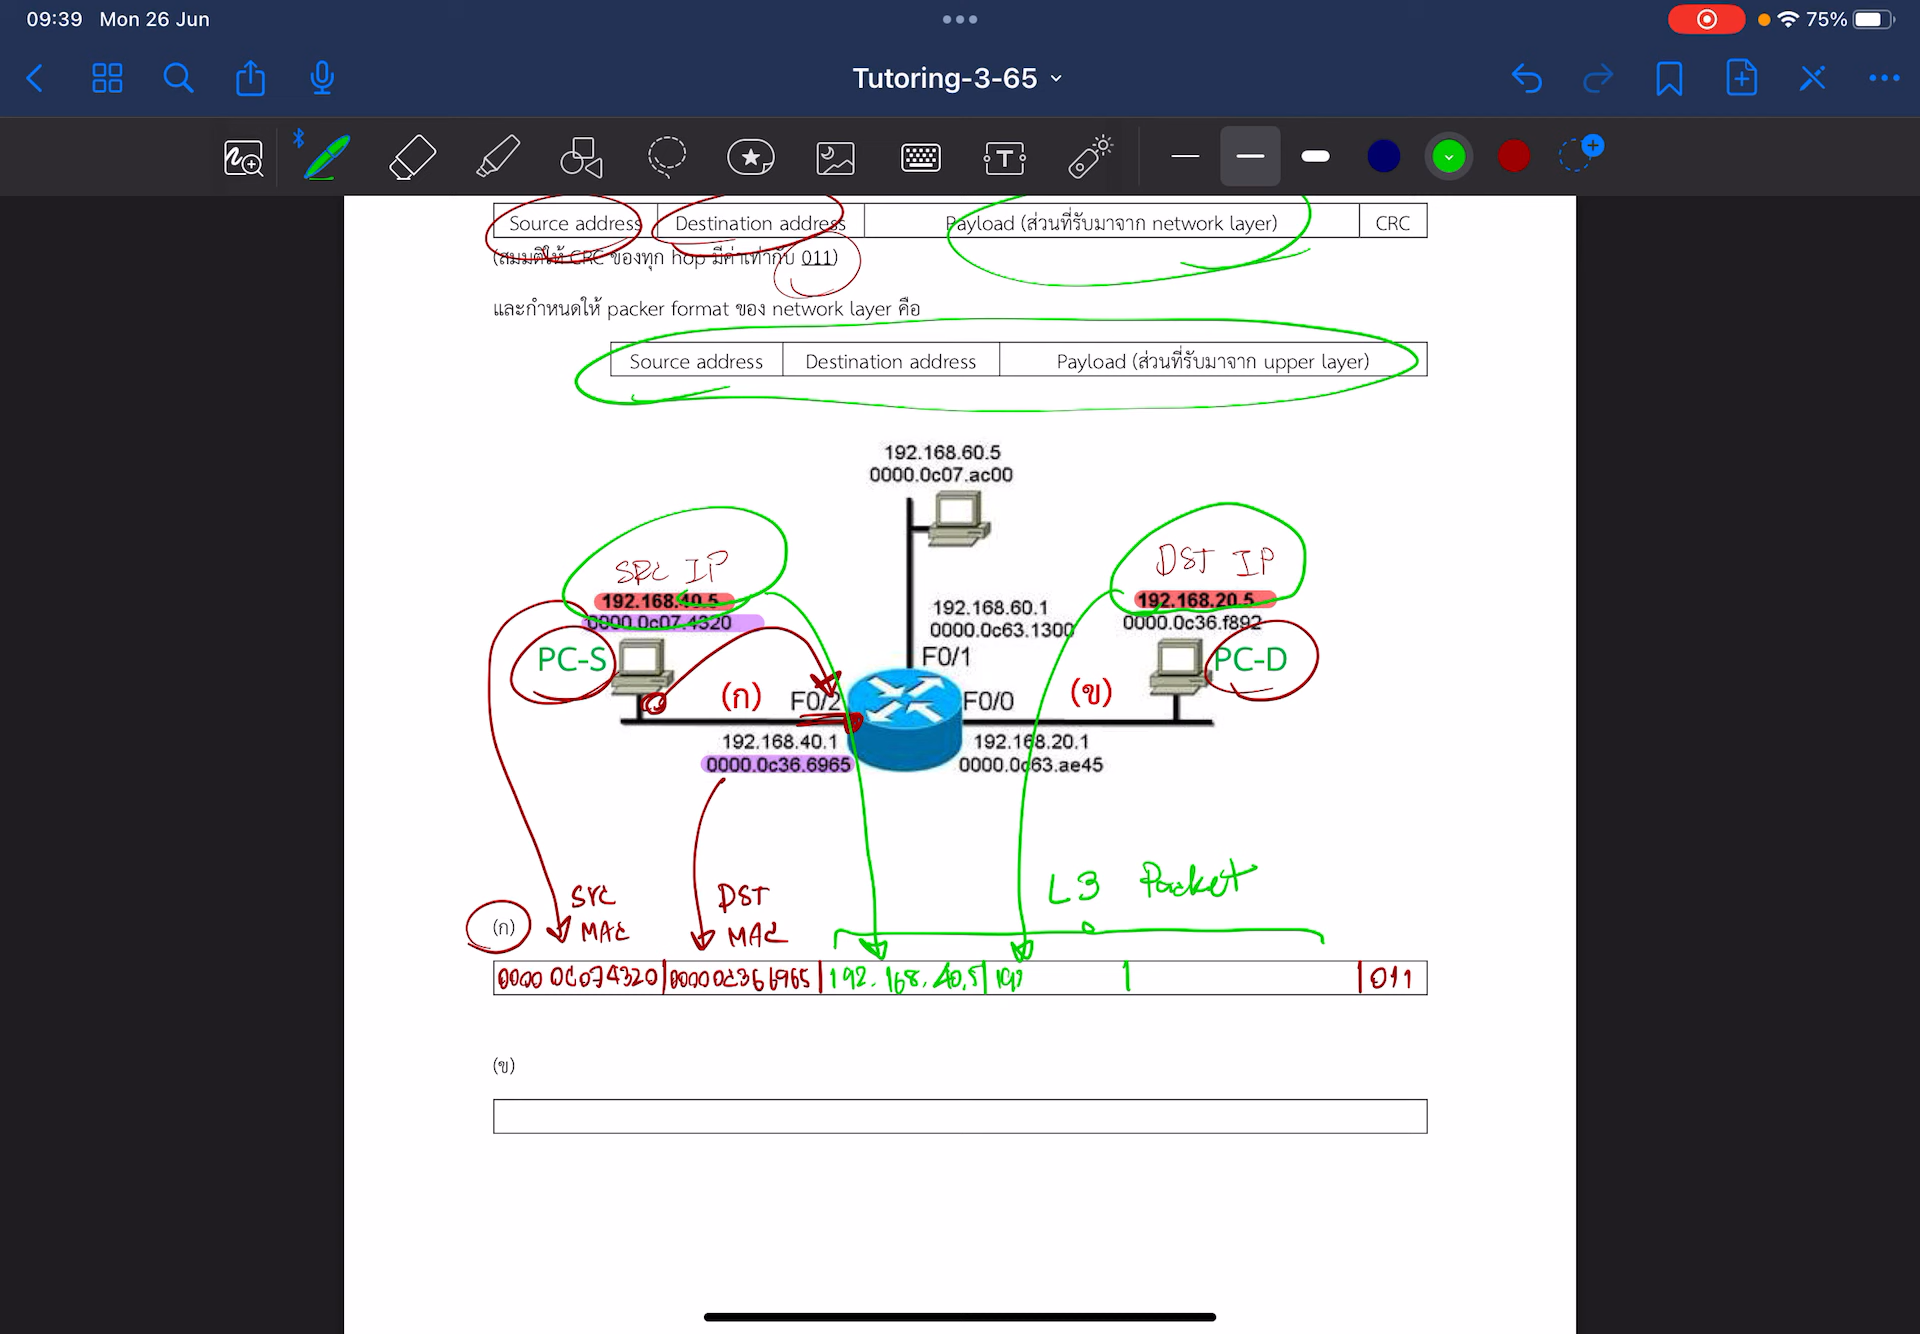 09:39 Mon 26 Jun
75%
Tutoring-3-65
Source address Destination address Payload (ส่วนที่รับมาจาก network layer) CRC
(สมมติให้ CRC ของทุก hop มีค่าเท่ากับ 011)
และกำหนดให้ packer format ของ network layer คือ
Source address Destination address Payload (ส่วนที่รับมาจาก upper layer)
192.168.60.5
0000.0c07.ac00
SRC IP
192.168.40.5
0000.0c07.4320
PC-S
DST IP
192.168.20.5
0000.0c36.f892
PC-D
192.168.60.1
0000.0c63.1300
F0/1
(ก)
F0/2
F0/0
(ข)
192.168.40.1
0000.0c36.6965
192.168.20.1
0000.0c63.ae45
L3 Packet
(ก)
SRC MAC
DST MAC
0000 0C074320 0000 0C366965 192.168.40.5 192 011
(ข)